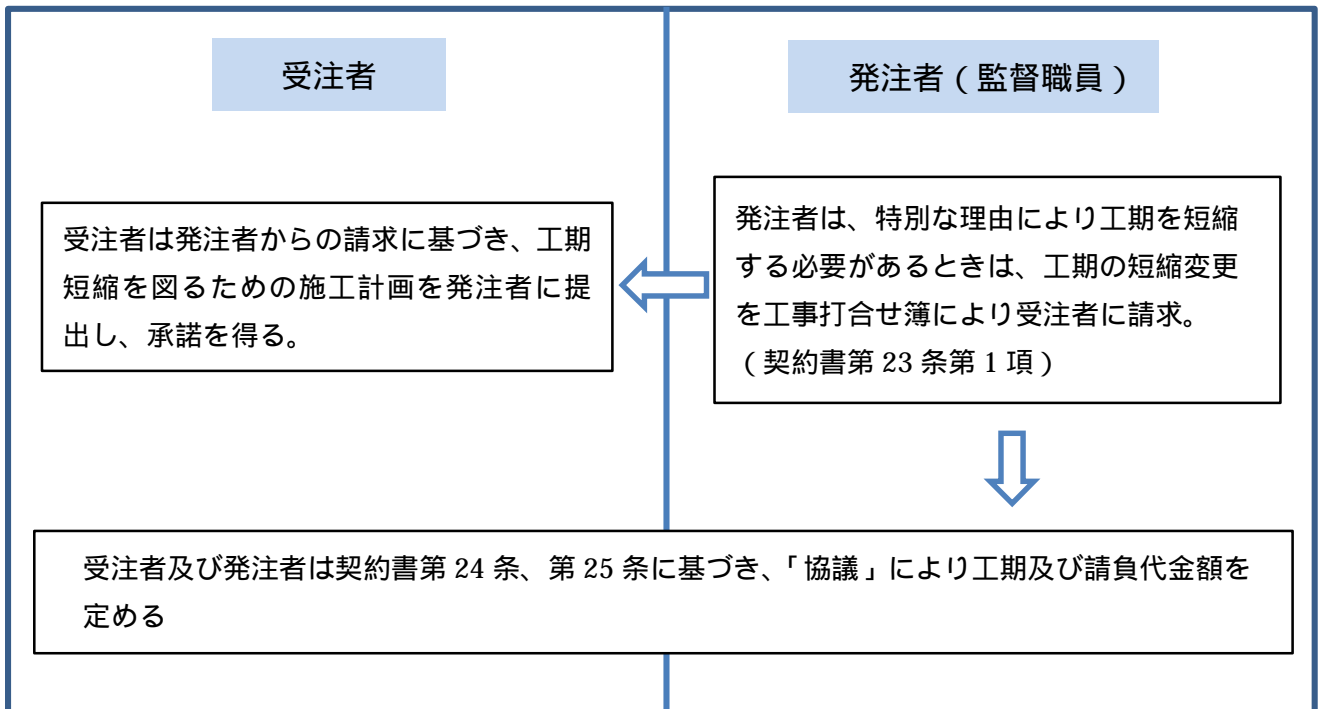 受注者
発注者(監督職員)
受注者は発注者からの請求に基づき、工期
短縮を図るための施工計画を発注者に提
出し、承諾を得る。
発注者は、特別な理由により工期を短縮
する必要があるときは、工期の短縮変更
を工事打合せ簿により受注者に請求。
(契約書第 23 条第 1 項)
受注者及び発注者は契約書第 24 条、第 25 条に基づき、「協議」により工期及び請負代金額を
定める